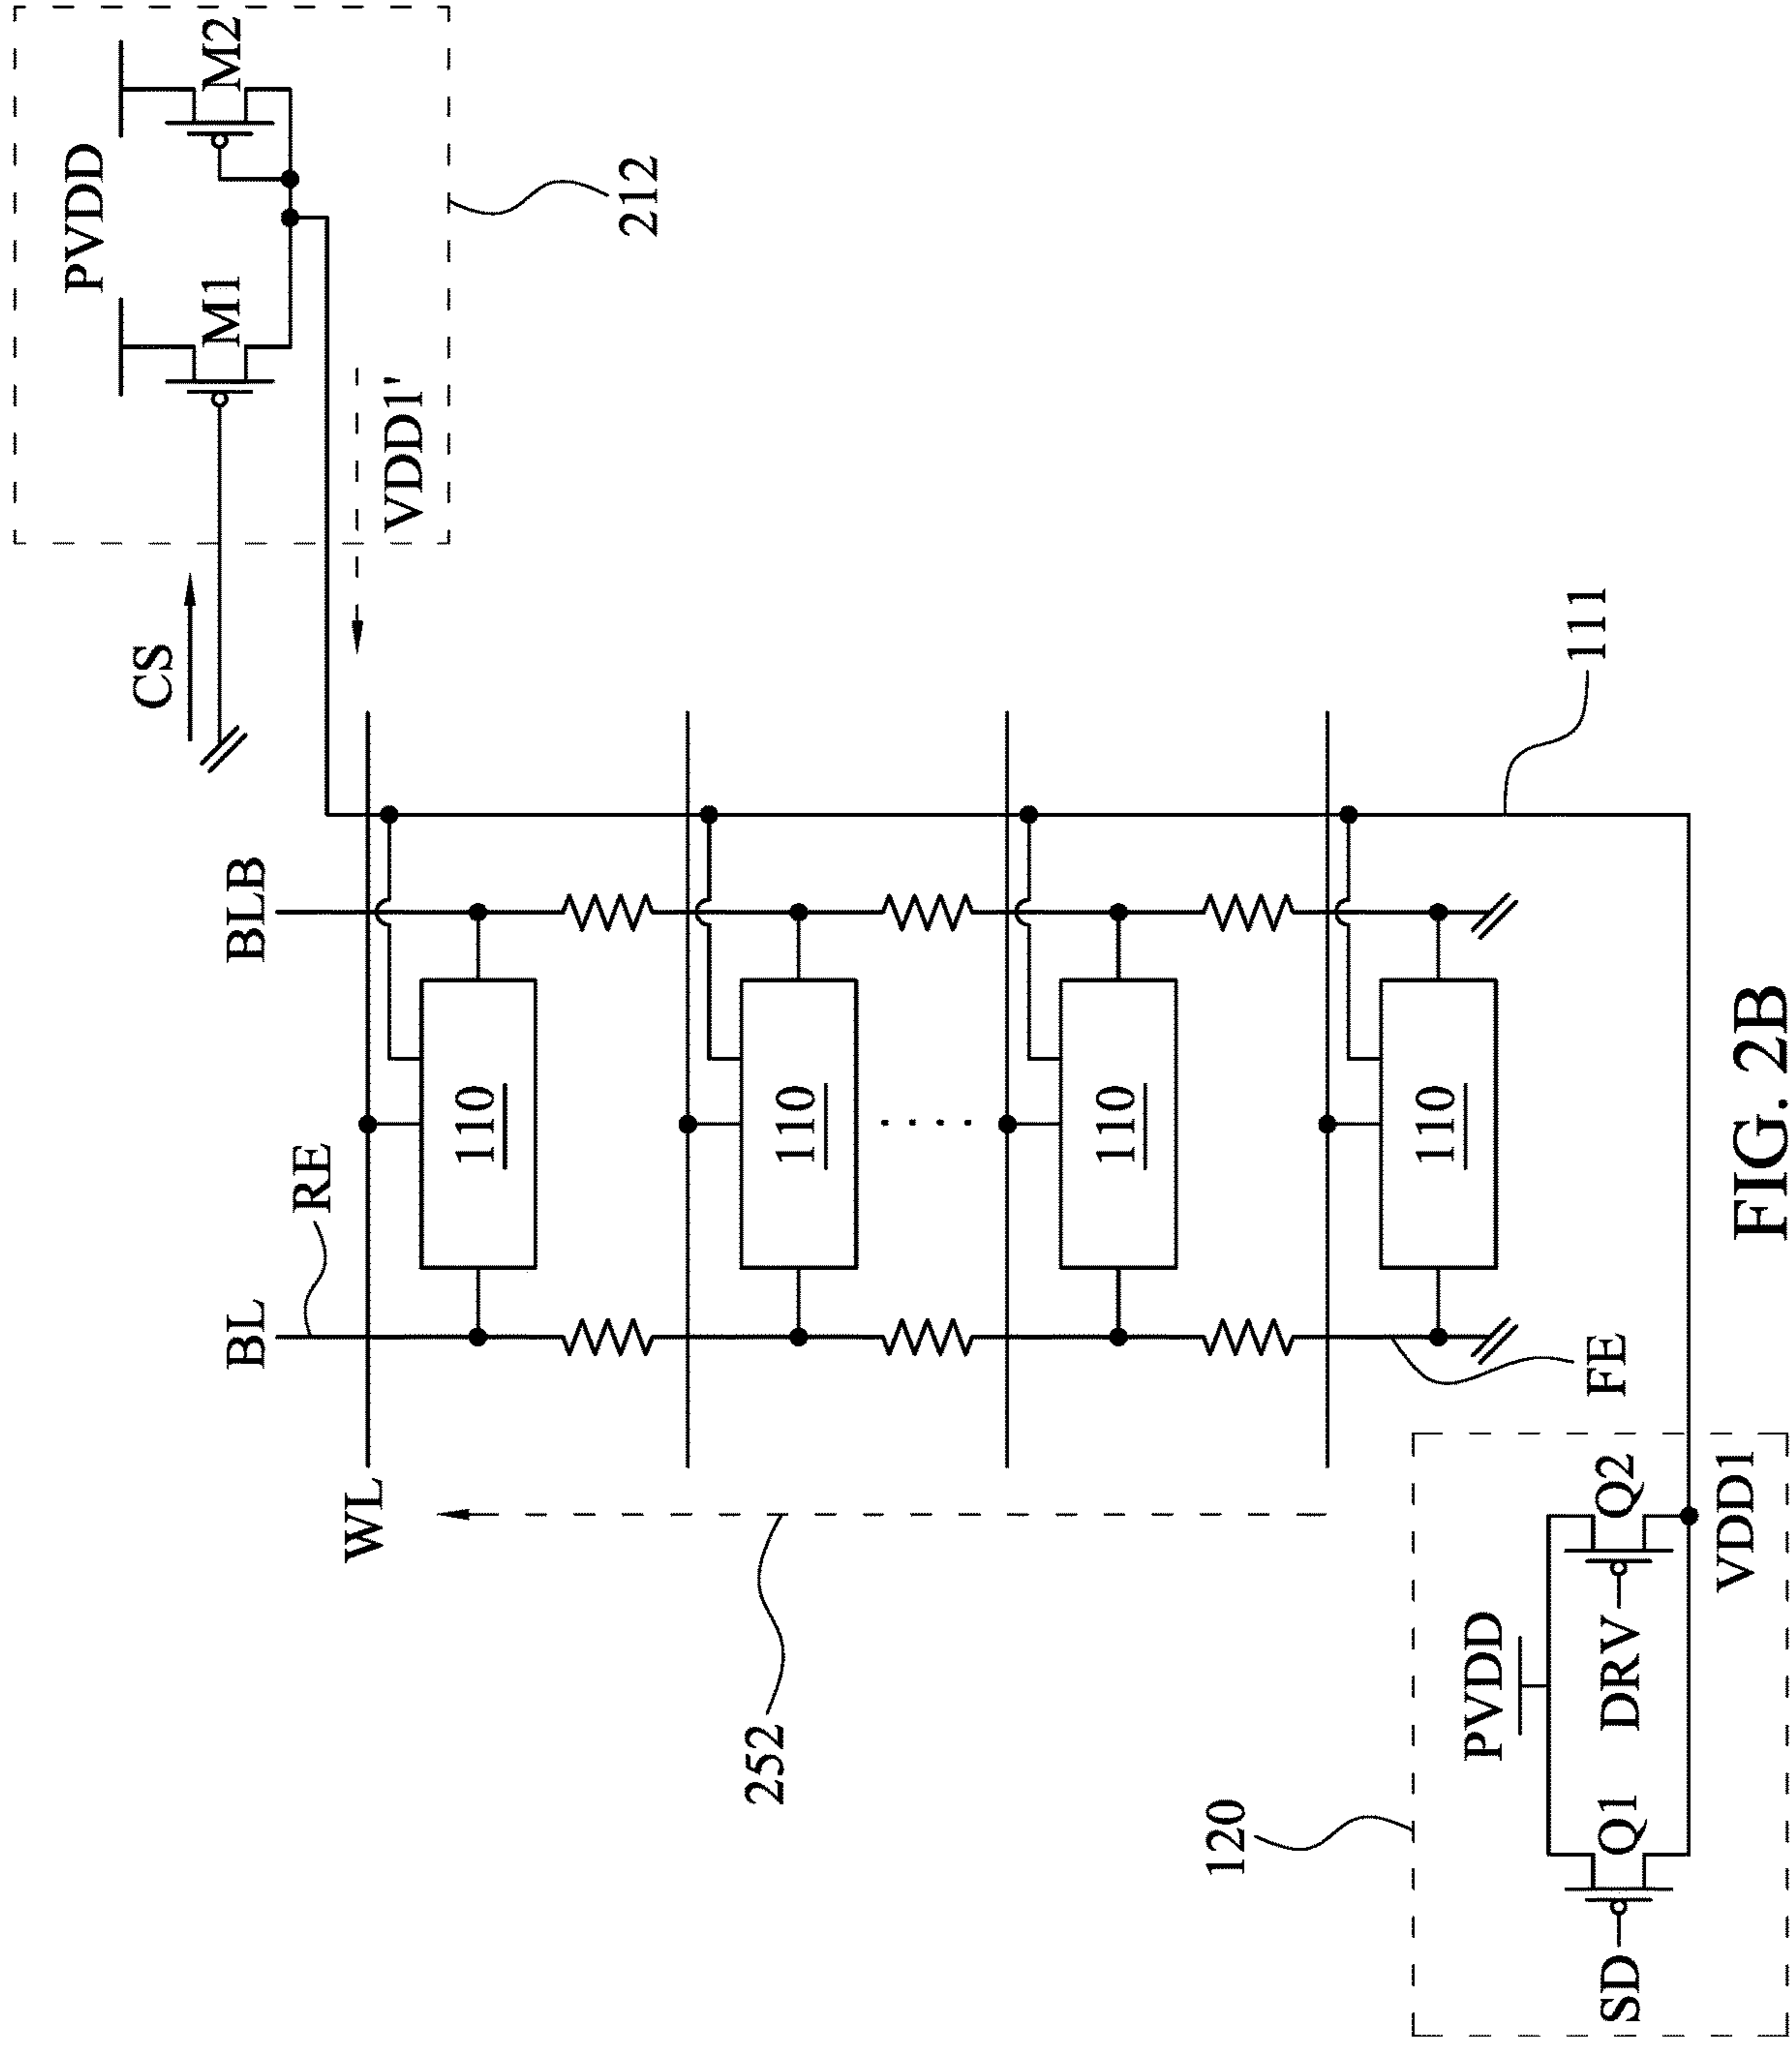 PVDD
M1
M2
212
CS
VDD1'
BL
RE
BLB
WL
110
110
110
110
252
111
FE
120
PVDD
SD
Q1
DRV
Q2
VDD1
FIG. 2B